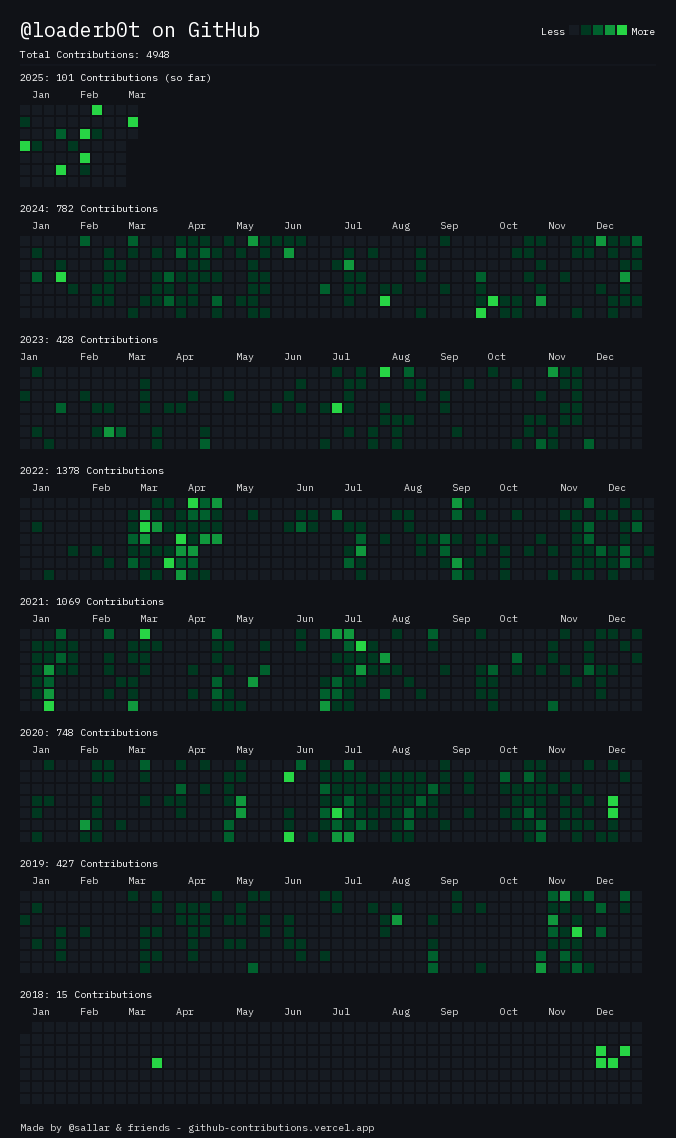 @loaderb0t on GitHub
Less More
Total Contributions: 4948
2025: 101 Contributions (so far)
Jan Feb Mar
2024: 782 Contributions
Jan Feb Mar Apr May Jun Jul Aug Sep Oct Nov Dec
2023: 428 Contributions
Jan Feb Mar Apr May Jun Jul Aug Sep Oct Nov Dec
2022: 1378 Contributions
Jan Feb Mar Apr May Jun Jul Aug Sep Oct Nov Dec
2021: 1069 Contributions
Jan Feb Mar Apr May Jun Jul Aug Sep Oct Nov Dec
2020: 748 Contributions
Jan Feb Mar Apr May Jun Jul Aug Sep Oct Nov Dec
2019: 427 Contributions
Jan Feb Mar Apr May Jun Jul Aug Sep Oct Nov Dec
2018: 15 Contributions
Jan Feb Mar Apr May Jun Jul Aug Sep Oct Nov Dec
Made by @sallar & friends - github-contributions.vercel.app